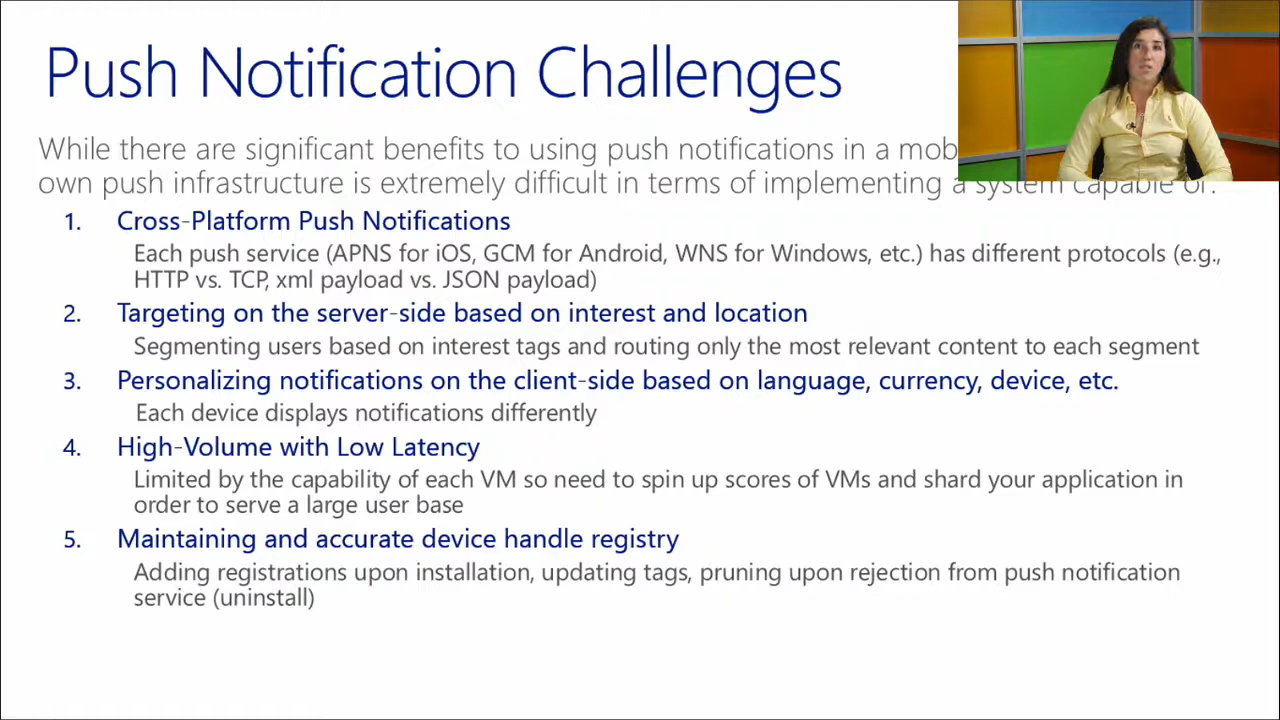 Push Notification Challenges
While there are significant benefits to using push notifications in a
own push infrastructure is extremely difficult in terms of implementing a system capable of:
1. Cross-Platform Push Notifications
Each push service (APNS for iOS, GCM for Android, WNS for Windows, etc.) has different protocols (e.g.,
HTTP vs. TCP, xml payload vs. JSON payload)
2. Targeting on the server-side based on interest and location
Segmenting users based on interest tags and routing only the most relevant content to each segment
3. Personalizing notifications on the client-side based on language, currency, device, etc.
Each device displays notifications differently
4. High-Volume with Low Latency
Limited by the capability of each VM so need to spin up scores of VMs and shard your application in
order to serve a large user base
5. Maintaining and accurate device handle registry
Adding registrations upon installation, updating tags, pruning upon rejection from push notification
service (uninstall)